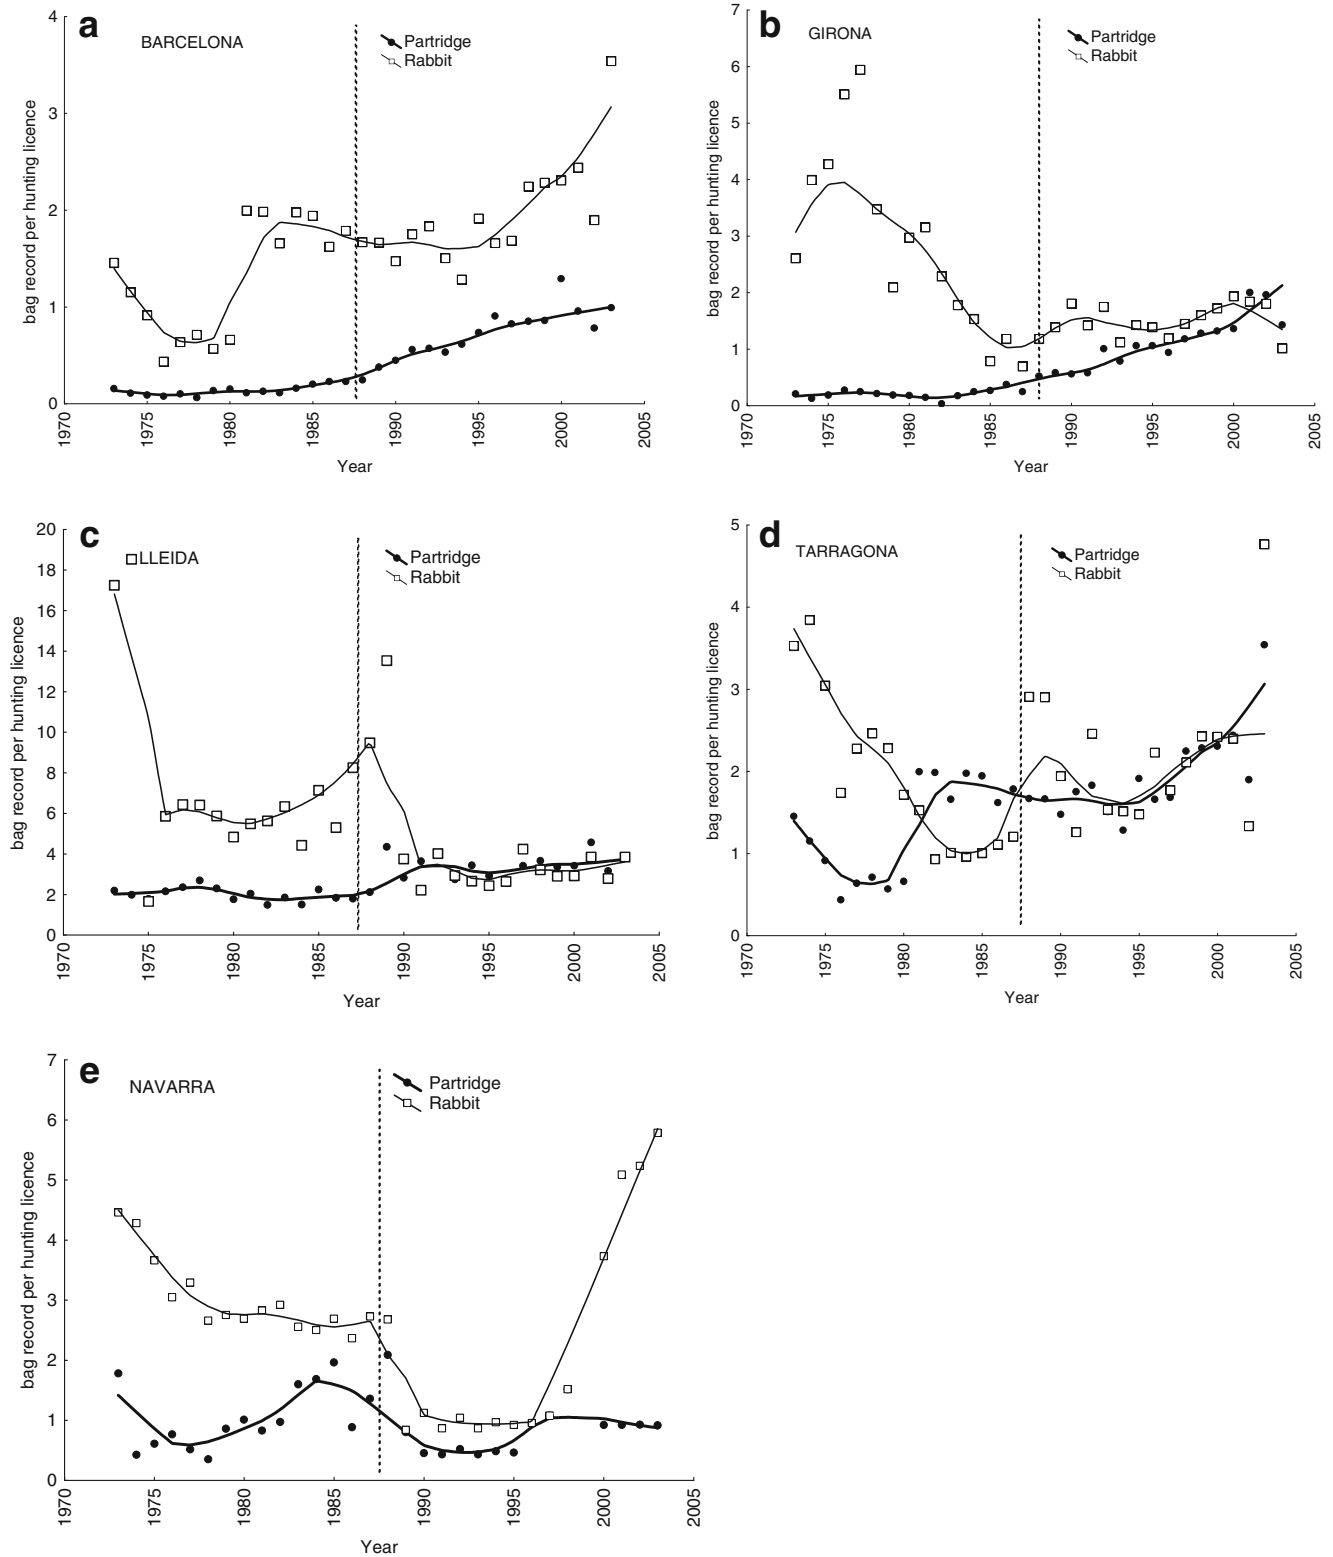 a
BARCELONA
Partridge
Rabbit
bag record per hunting licence
4
3
2
1
0
1970
1975
1980
1985
1990
1995
2000
2005
Year
b
GIRONA
Partridge
Rabbit
bag record per hunting licence
7
6
5
4
3
2
1
0
1970
1975
1980
1985
1990
1995
2000
2005
Year
c
LLEIDA
Partridge
Rabbit
bag record per hunting licence
20
18
16
14
12
10
8
6
4
2
0
1970
1975
1980
1985
1990
1995
2000
2005
Year
d
TARRAGONA
Partridge
Rabbit
bag record per hunting licence
5
4
3
2
1
0
1970
1975
1980
1985
1990
1995
2000
2005
Year
e
NAVARRA
Partridge
Rabbit
bag record per hunting licence
7
6
5
4
3
2
1
0
1970
1975
1980
1985
1990
1995
2000
2005
Year